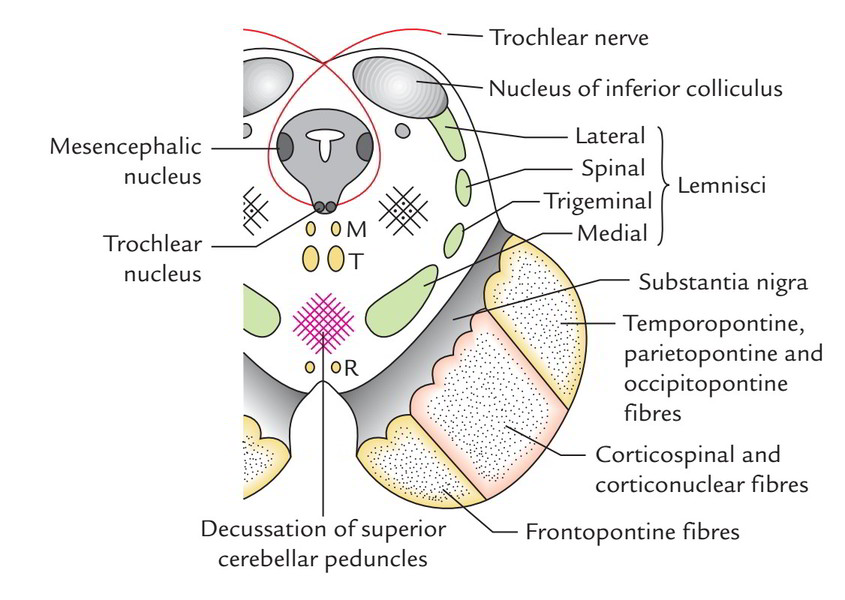 Trochlear nerve
Nucleus of inferior colliculus
Lateral
Spinal
Trigeminal
Medial
Lemnisci
Mesencephalic
nucleus
Trochlear
nucleus
M
T
R
Substantia nigra
Temporopontine,
parietopontine and
occipitopontine
fibres
Corticospinal and
corticonuclear fibres
Frontopontine fibres
Decussation of superior
cerebellar peduncles